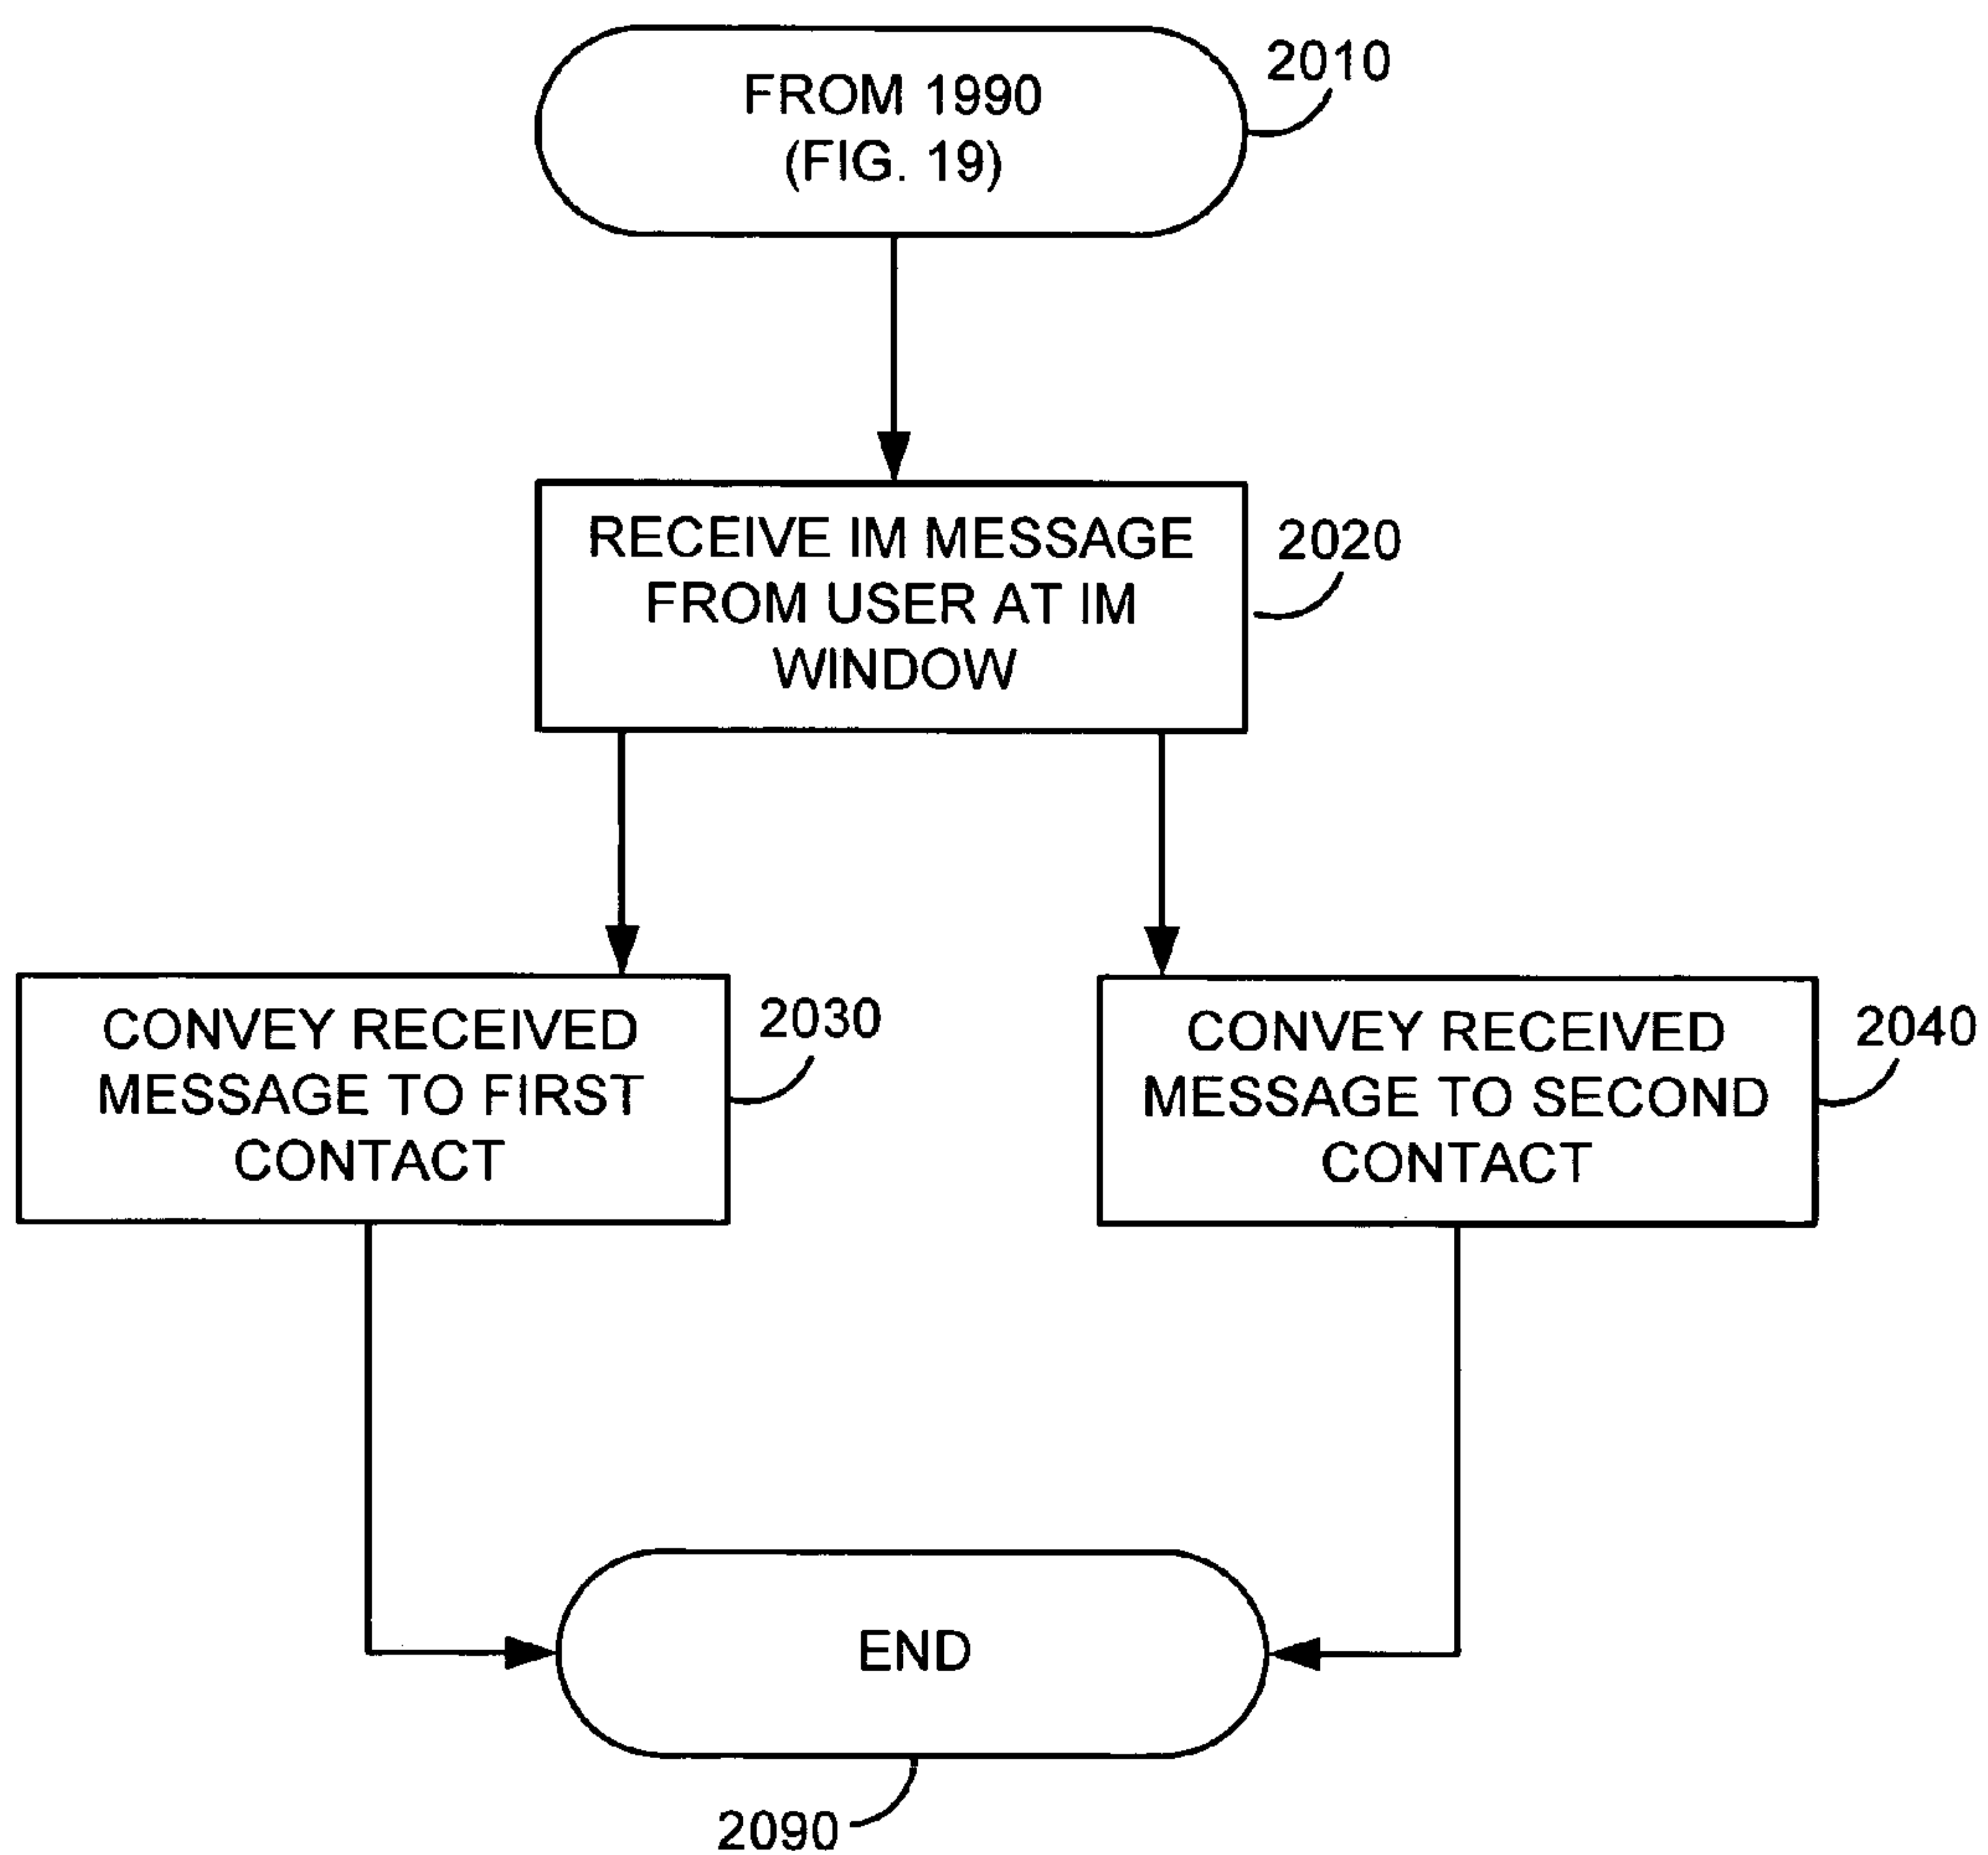 FROM 1990
(FIG. 19)
2010
RECEIVE IM MESSAGE
FROM USER AT IM
WINDOW
2020
CONVEY RECEIVED
MESSAGE TO FIRST
CONTACT
2030
CONVEY RECEIVED
MESSAGE TO SECOND
CONTACT
2040
END
2090